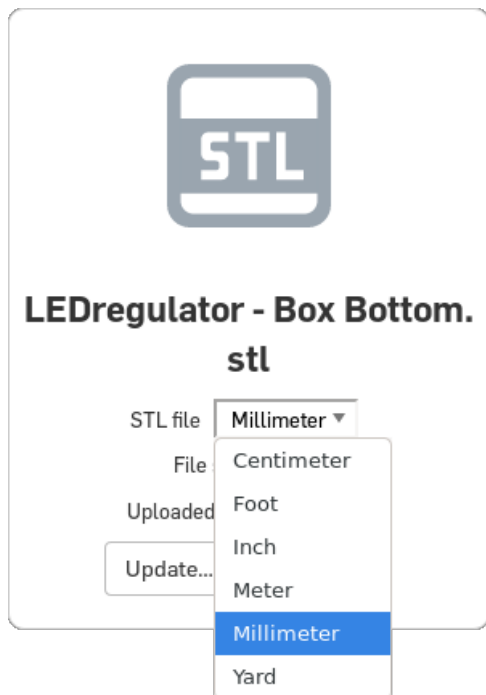 STL
LEDregulator - Box Bottom.
stl
STL file Millimeter
Centimeter
File
Foot
Uploaded
Inch
Update...
Meter
Millimeter
Yard